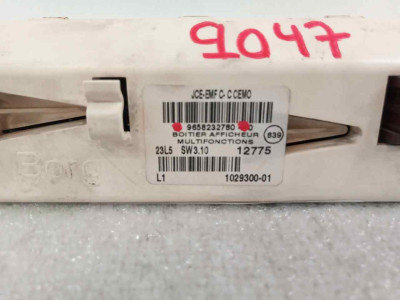 9047
JCE-EMF C- C CEMO
9658232780
BOITIER AFFICHEUR
MULTIFONCTIONS
839
23L5 SW3.10 12775
L1 1029300-01